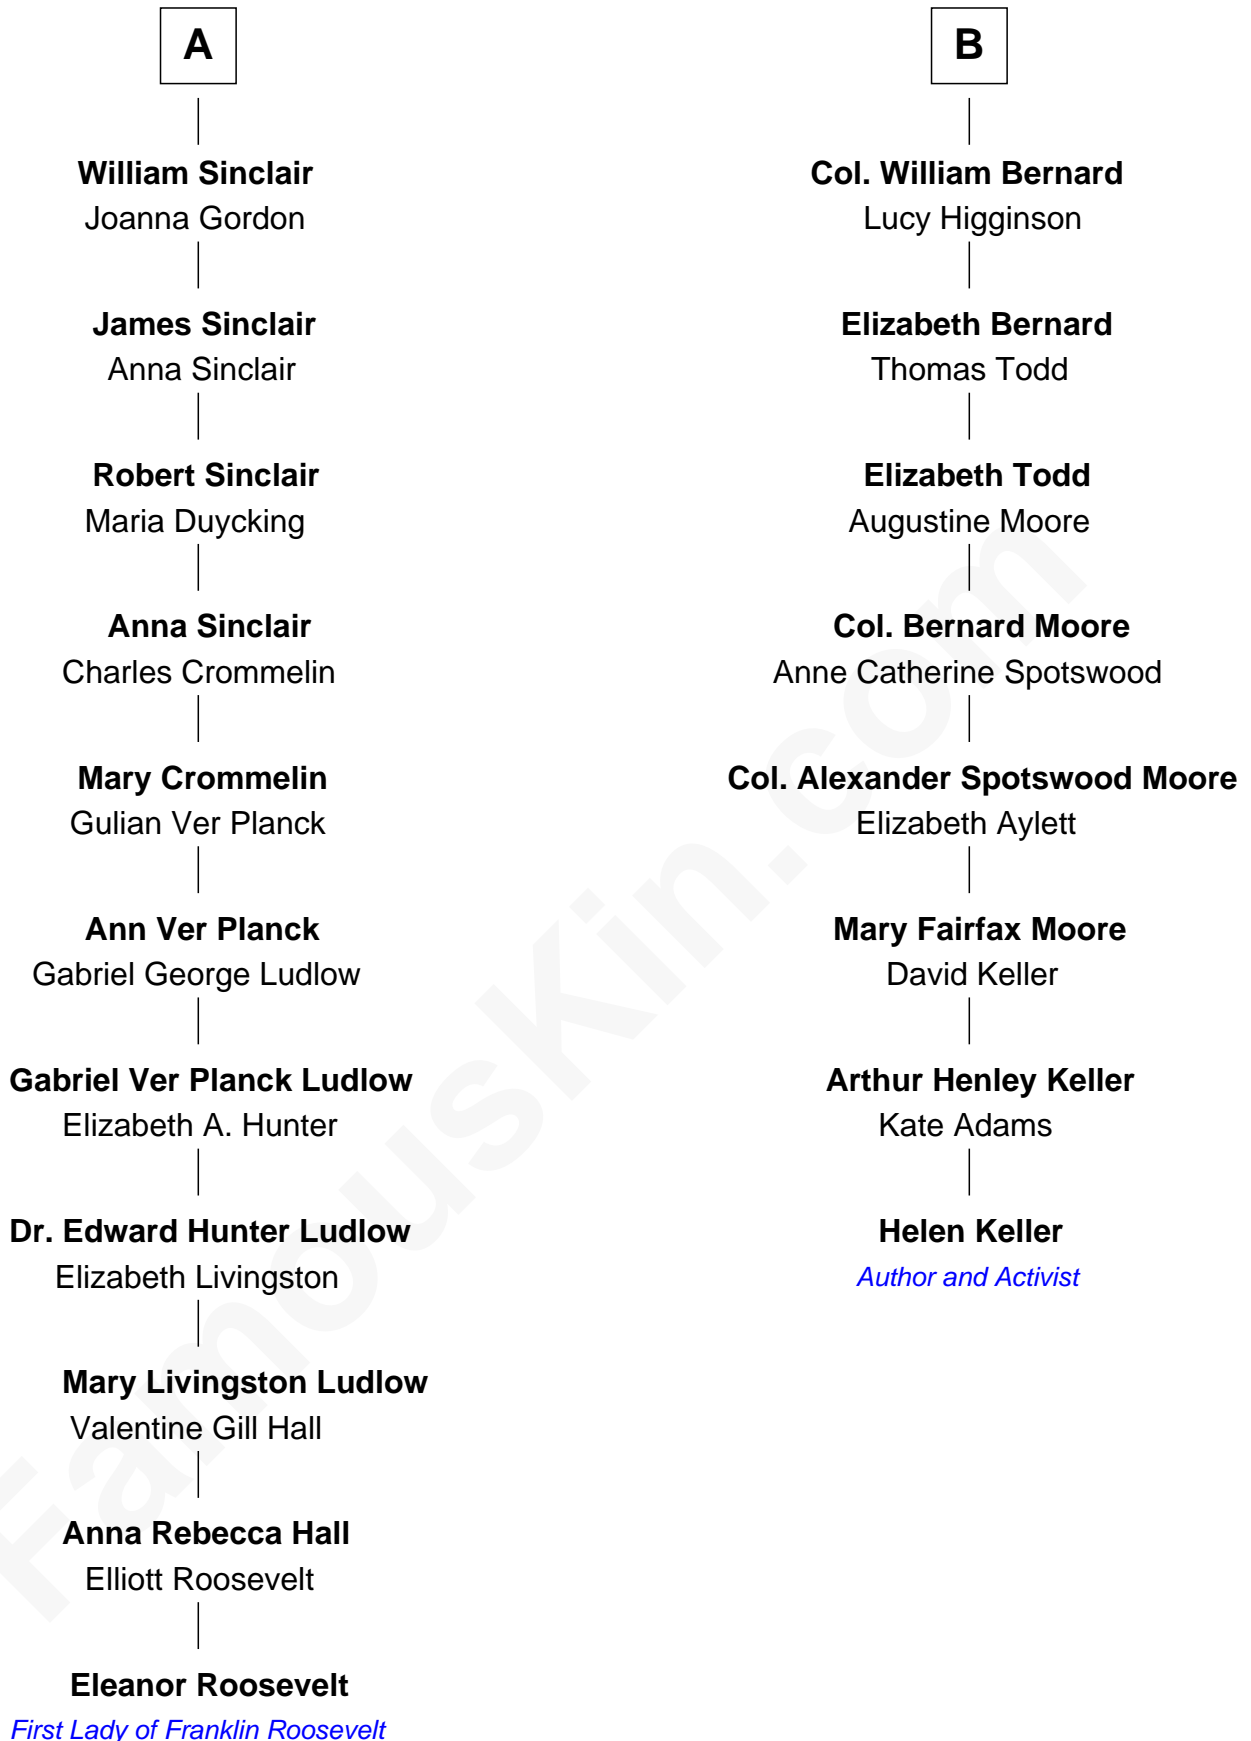 A
William Sinclair
Joanna Gordon
James Sinclair
Anna Sinclair
Robert Sinclair
Maria Duycking
Anna Sinclair
Charles Crommelin
Mary Crommelin
Gulian Ver Planck
Ann Ver Planck
Gabriel George Ludlow
Gabriel Ver Planck Ludlow
Elizabeth A. Hunter
Dr. Edward Hunter Ludlow
Elizabeth Livingston
Mary Livingston Ludlow
Valentine Gill Hall
Anna Rebecca Hall
Elliott Roosevelt
Eleanor Roosevelt
First Lady of Franklin Roosevelt
B
Col. William Bernard
Lucy Higginson
Elizabeth Bernard
Thomas Todd
Elizabeth Todd
Augustine Moore
Col. Bernard Moore
Anne Catherine Spotswood
Col. Alexander Spotswood Moore
Elizabeth Aylett
Mary Fairfax Moore
David Keller
Arthur Henley Keller
Kate Adams
Helen Keller
Author and Activist
FamousKin.com